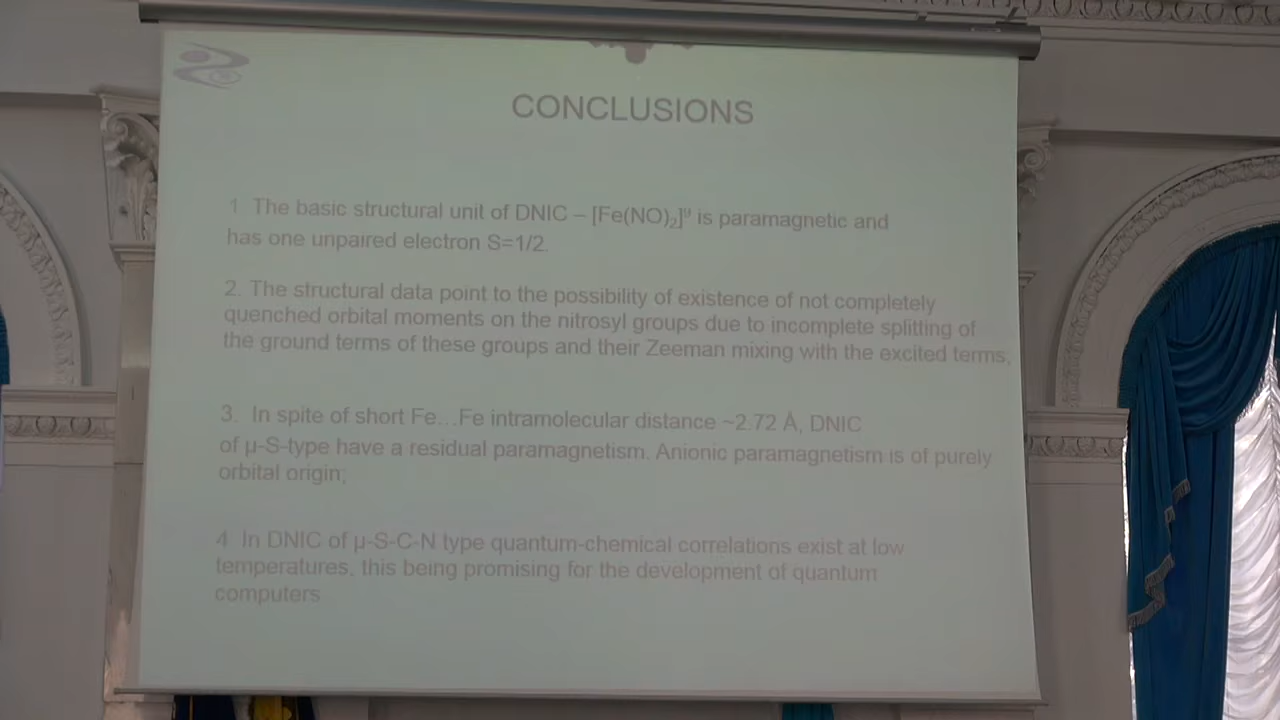 CONCLUSIONS
1 The basic structural unit of DNIC – [Fe(NO)₂]ᵑ is paramagnetic and
has one unpaired electron S=1/2.
2. The structural data point to the possibility of existence of not completely
quenched orbital moments on the nitrosyl groups due to incomplete splitting of
the ground terms of these groups and their Zeeman mixing with the excited terms;
3. In spite of short Fe...Fe intramolecular distance ~2.72 Å, DNIC
of μ-S-type have a residual paramagnetism. Anionic paramagnetism is of purely
orbital origin;
4 In DNIC of μ-S-C-N type quantum-chemical correlations exist at low
temperatures, this being promising for the development of quantum
computers